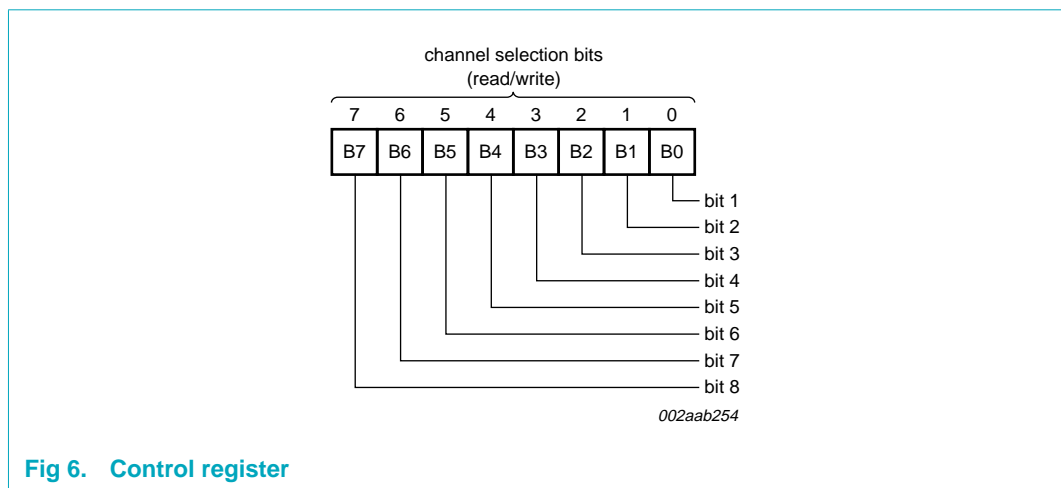 channel selection bits
(read/write)
7 6 5 4 3 2 1 0
B7 B6 B5 B4 B3 B2 B1 B0
bit 1
bit 2
bit 3
bit 4
bit 5
bit 6
bit 7
bit 8
002aab254
Fig 6. Control register